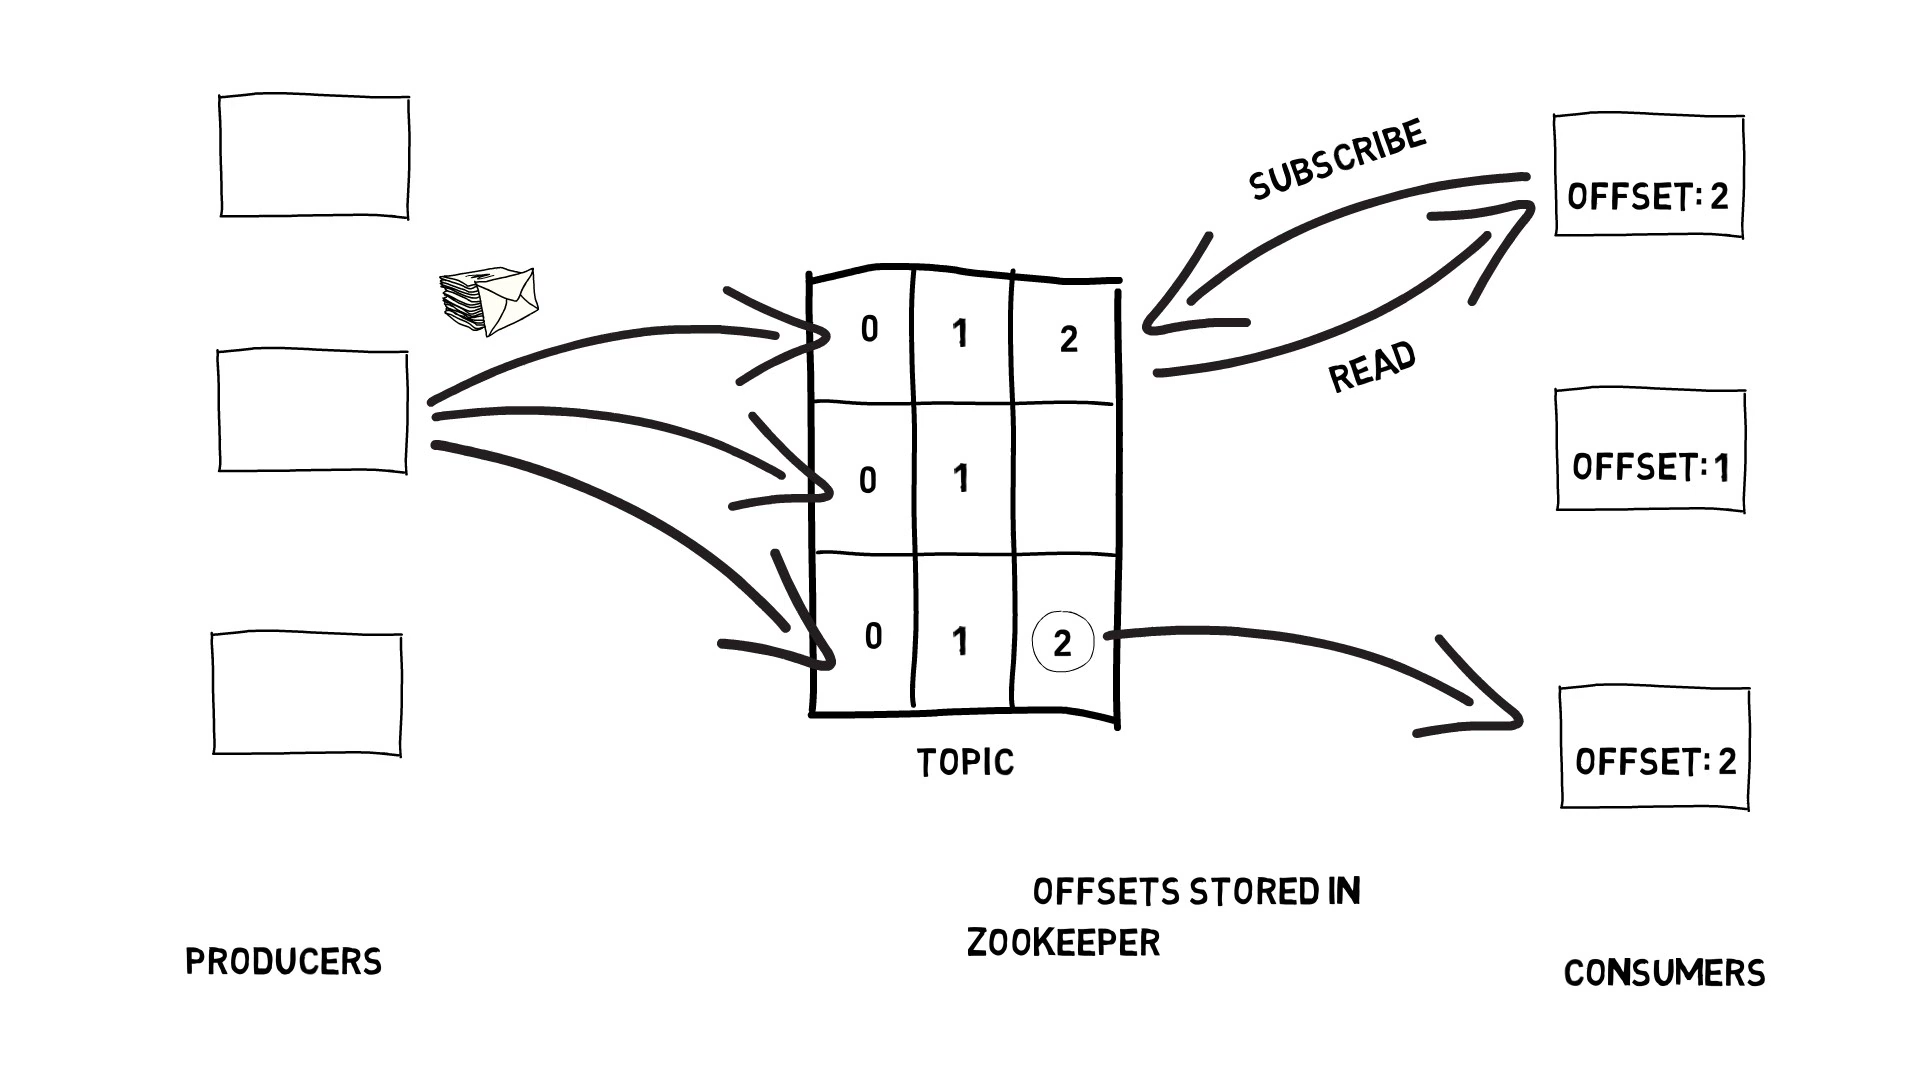 SUBSCRIBE
OFFSET: 2
READ
0 1 2
0 1
OFFSET: 1
0 1 2
OFFSET: 2
TOPIC
OFFSETS STORED IN
ZOOKEEPER
PRODUCERS
CONSUMERS